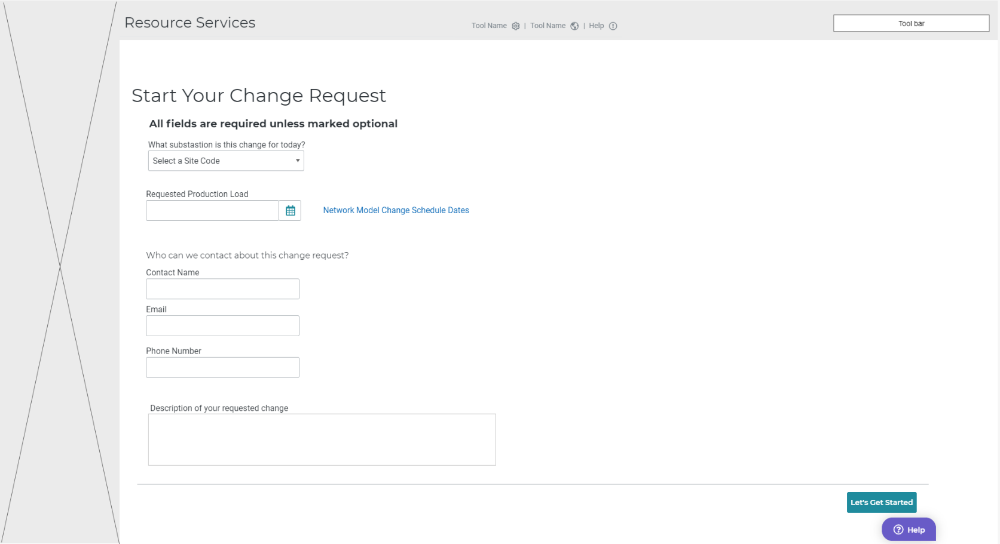 Resource Services
Tool Name | Tool Name | Help
Tool bar
Start Your Change Request
All fields are required unless marked optional
What substastion is this change for today?
Select a Site Code
Requested Production Load
Network Model Change Schedule Dates
Who can we contact about this change request?
Contact Name
Email
Phone Number
Description of your requested change
Let's Get Started
Help